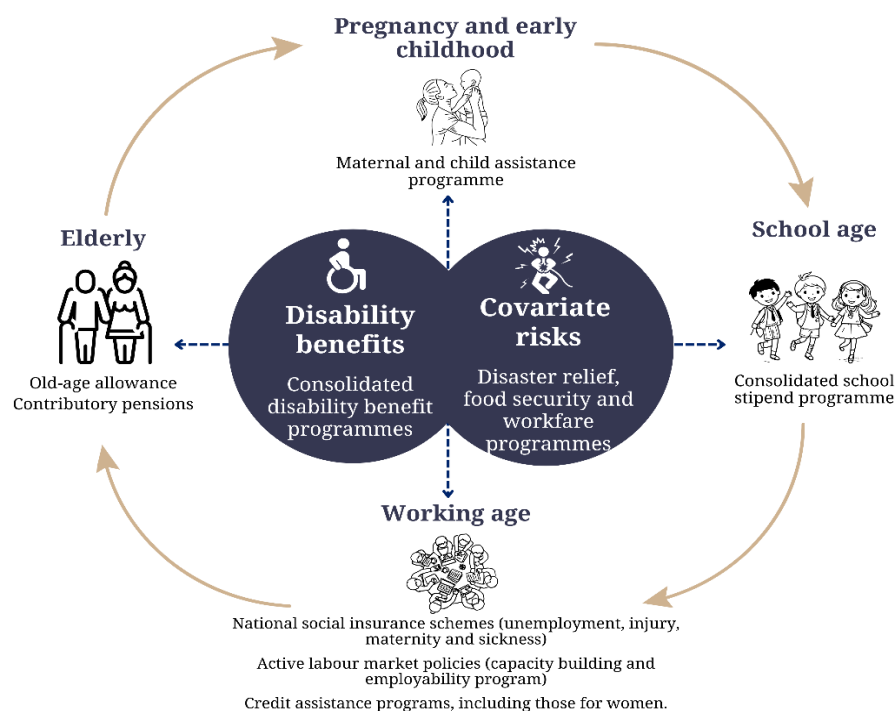 Pregnancy and early
childhood
Maternal and child assistance
programme
Elderly
Old-age allowance
Contributory pensions
Disability
benefits
Consolidated
disability benefit
programmes
Covariate
risks
Disaster relief,
food security and
workfare
programmes
School age
Consolidated school
stipend programme
Working age
National social insurance schemes (unemployment, injury,
maternity and sickness)
Active labour market policies (capacity building and
employability program)
Credit assistance programs, including those for women.